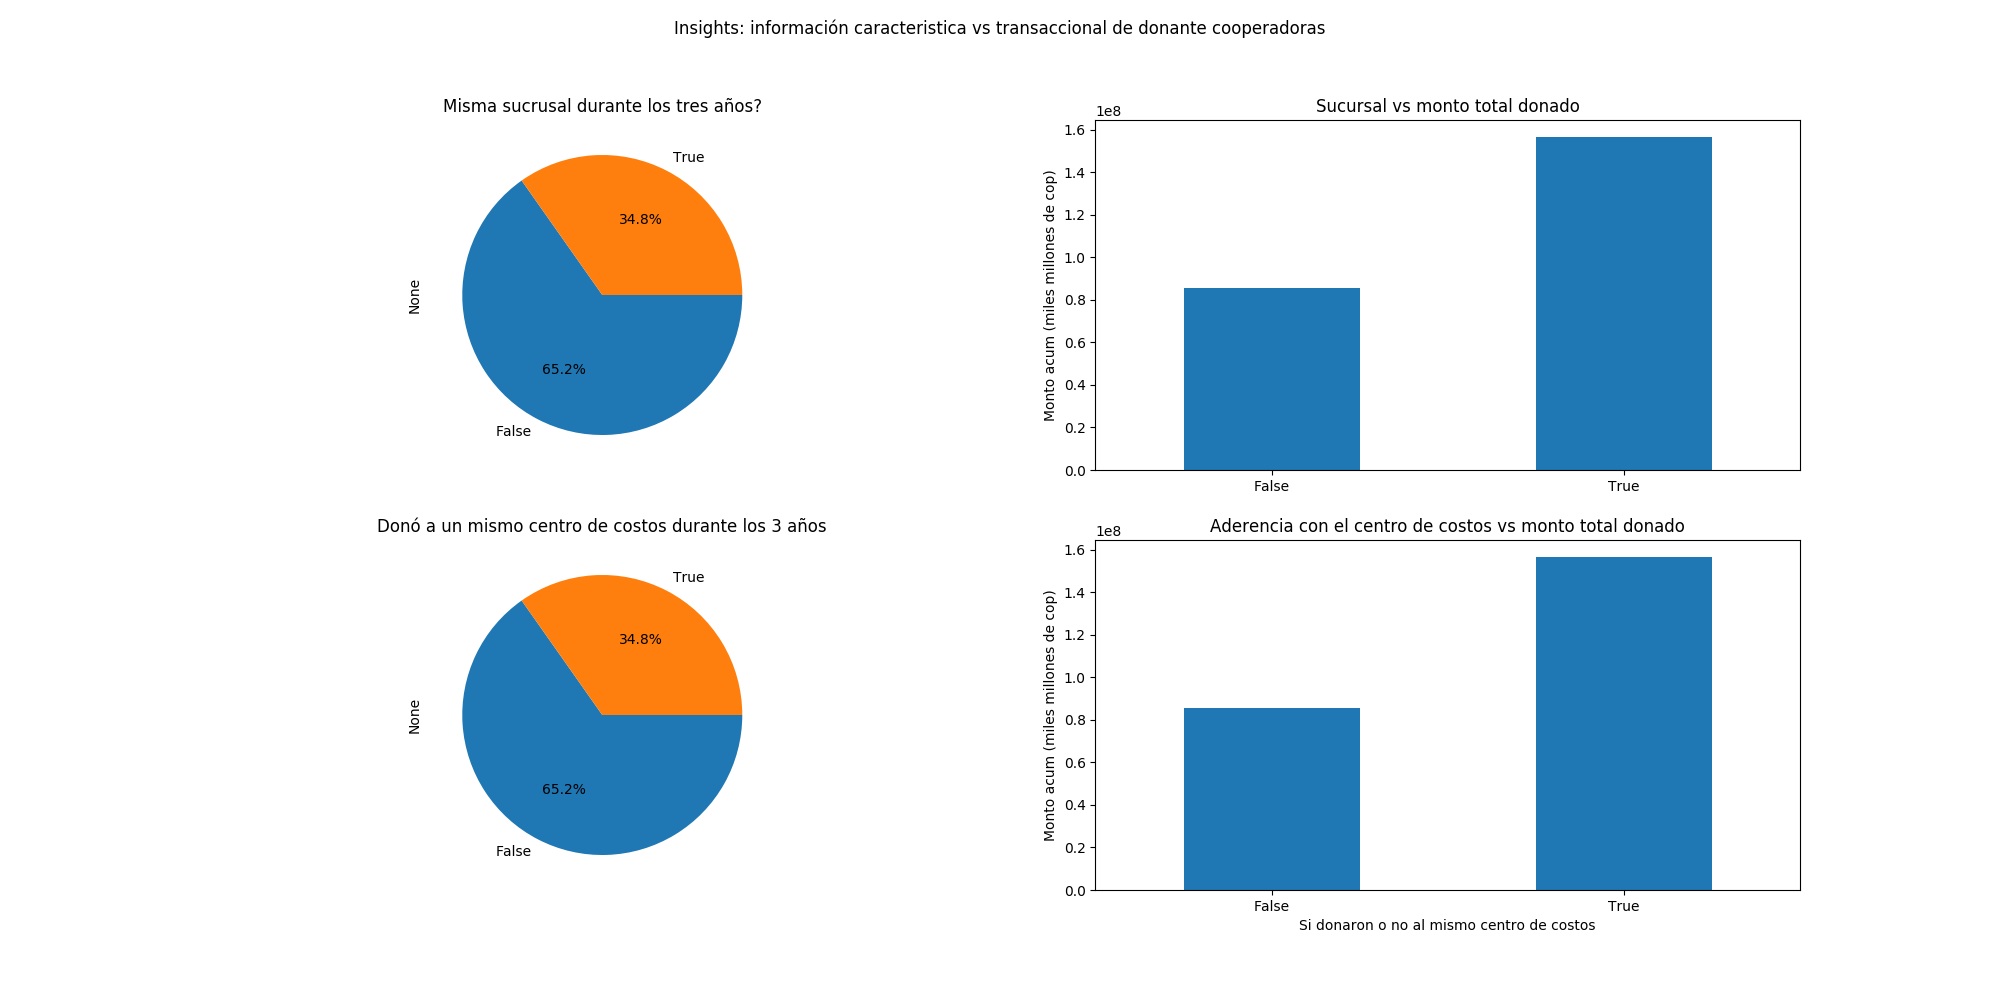 Insights: información caracteristica vs transaccional de donante cooperadoras
Misma sucrusal durante los tres años?
True
34.8%
None
65.2%
False
Sucursal vs monto total donado
1e8
1.6
1.4
1.2
1.0
0.8
0.6
0.4
0.2
0.0
Monto acum (miles millones de cop)
False
True
Donó a un mismo centro de costos durante los 3 años
True
34.8%
None
65.2%
False
Aderencia con el centro de costos vs monto total donado
1e8
1.6
1.4
1.2
1.0
0.8
0.6
0.4
0.2
0.0
Monto acum (miles millones de cop)
False
True
Si donaron o no al mismo centro de costos